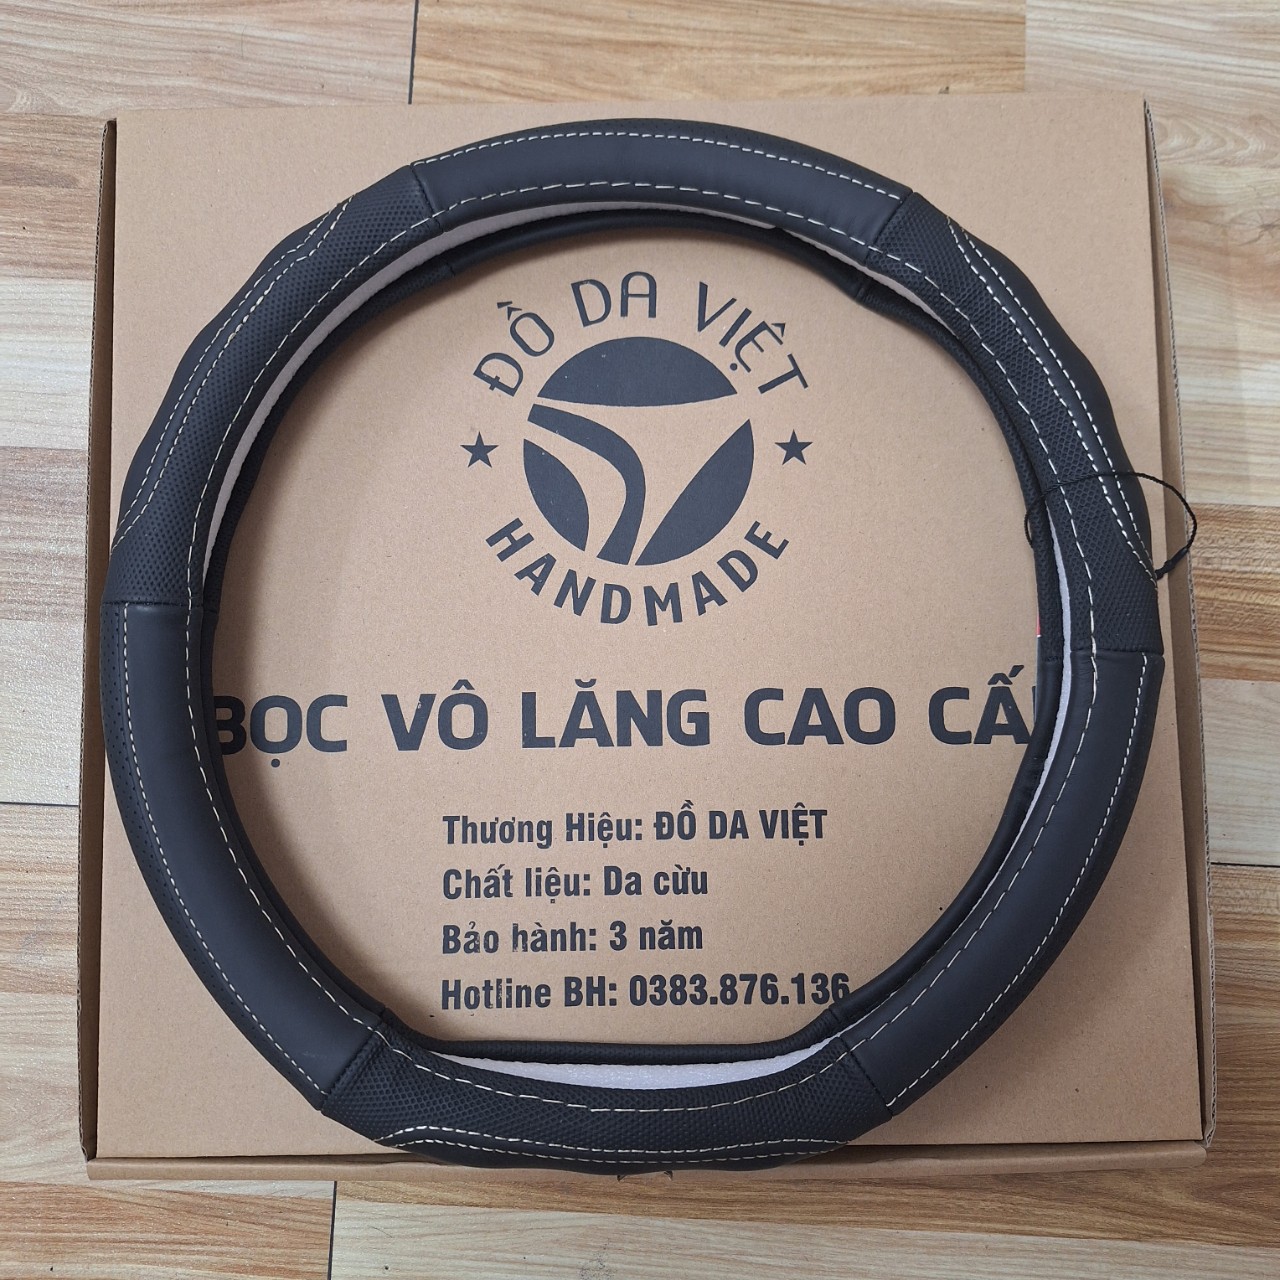 ĐỒ DA VIỆT
HANDMADE
BỌC VÔ LĂNG CAO
Thương Hiệu: ĐỒ DA VIỆT
Chất liệu: Da cừu
Bảo hành: 3 năm
Hotline BH: 0383.876.136